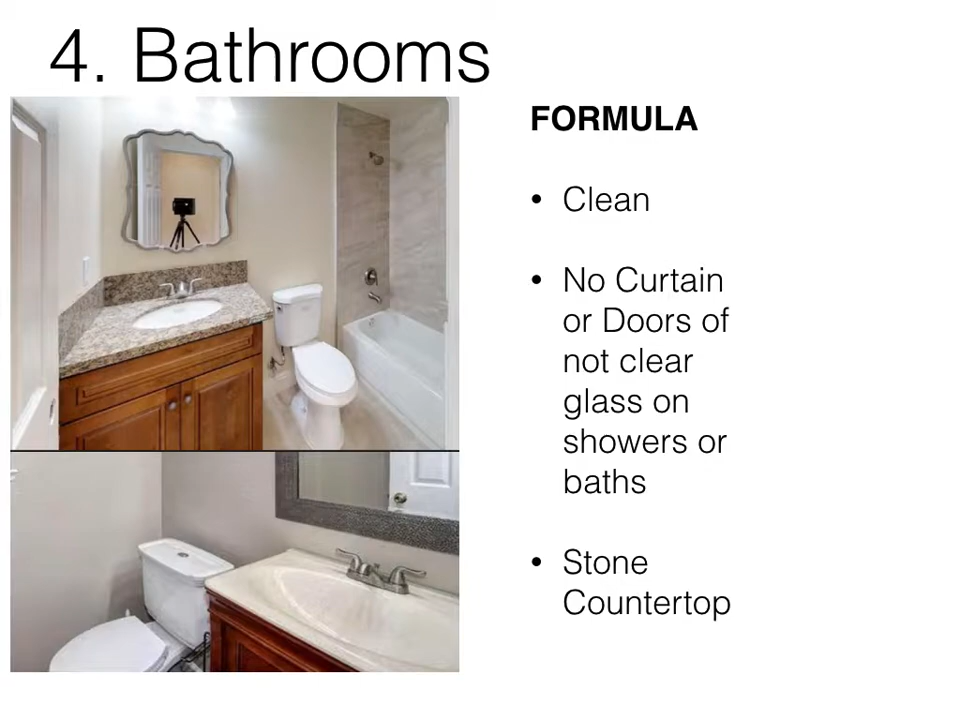 4. Bathrooms
FORMULA
• Clean
• No Curtain
or Doors of
not clear
glass on
showers or
baths
• Stone
Countertop